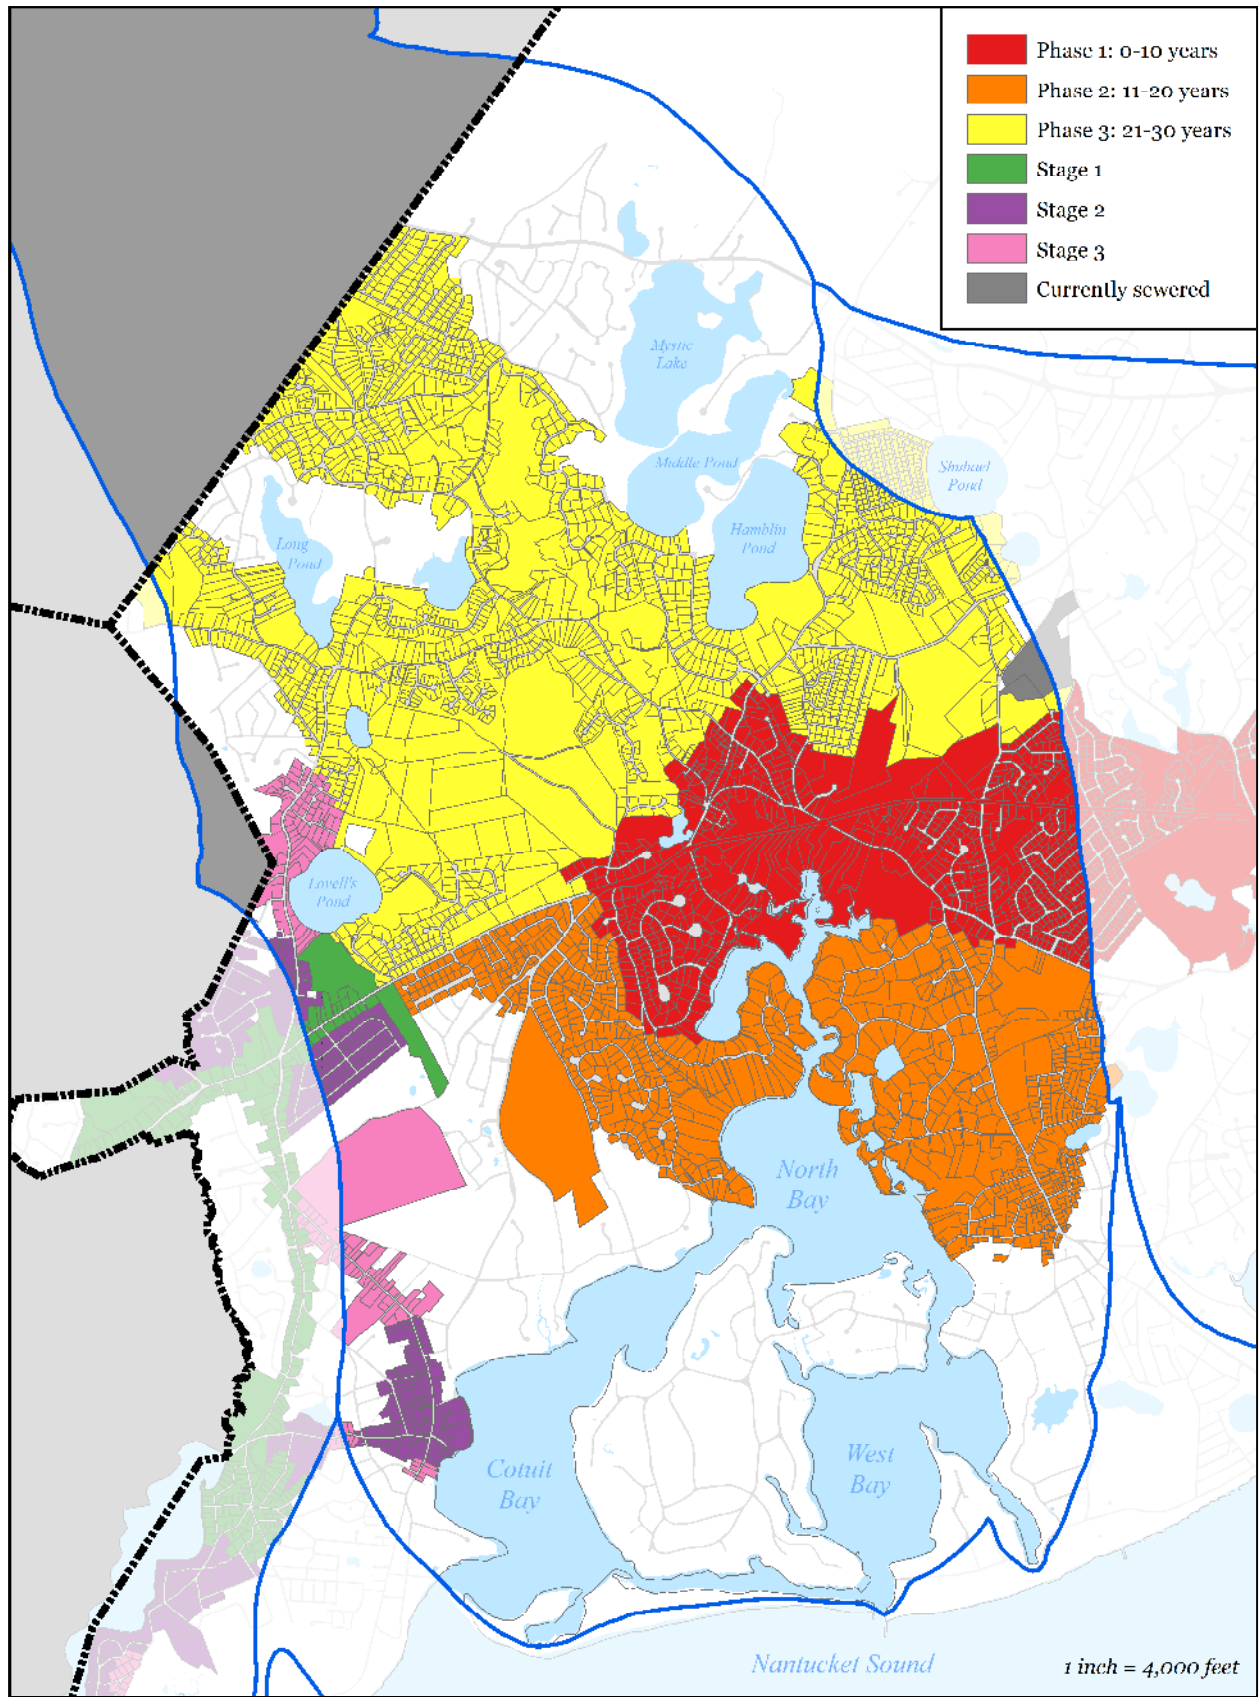 Phase 1: 0-10 years
Phase 2: 11-20 years
Phase 3: 21-30 years
Stage 1
Stage 2
Stage 3
Currently sewered
Mystic
Lake
Middle Pond
Shubael
Pond
Hamblin
Pond
Long
Pond
Lovell's
Pond
North
Bay
Cotuit
Bay
West
Bay
Nantucket Sound
1 inch = 4,000 feet